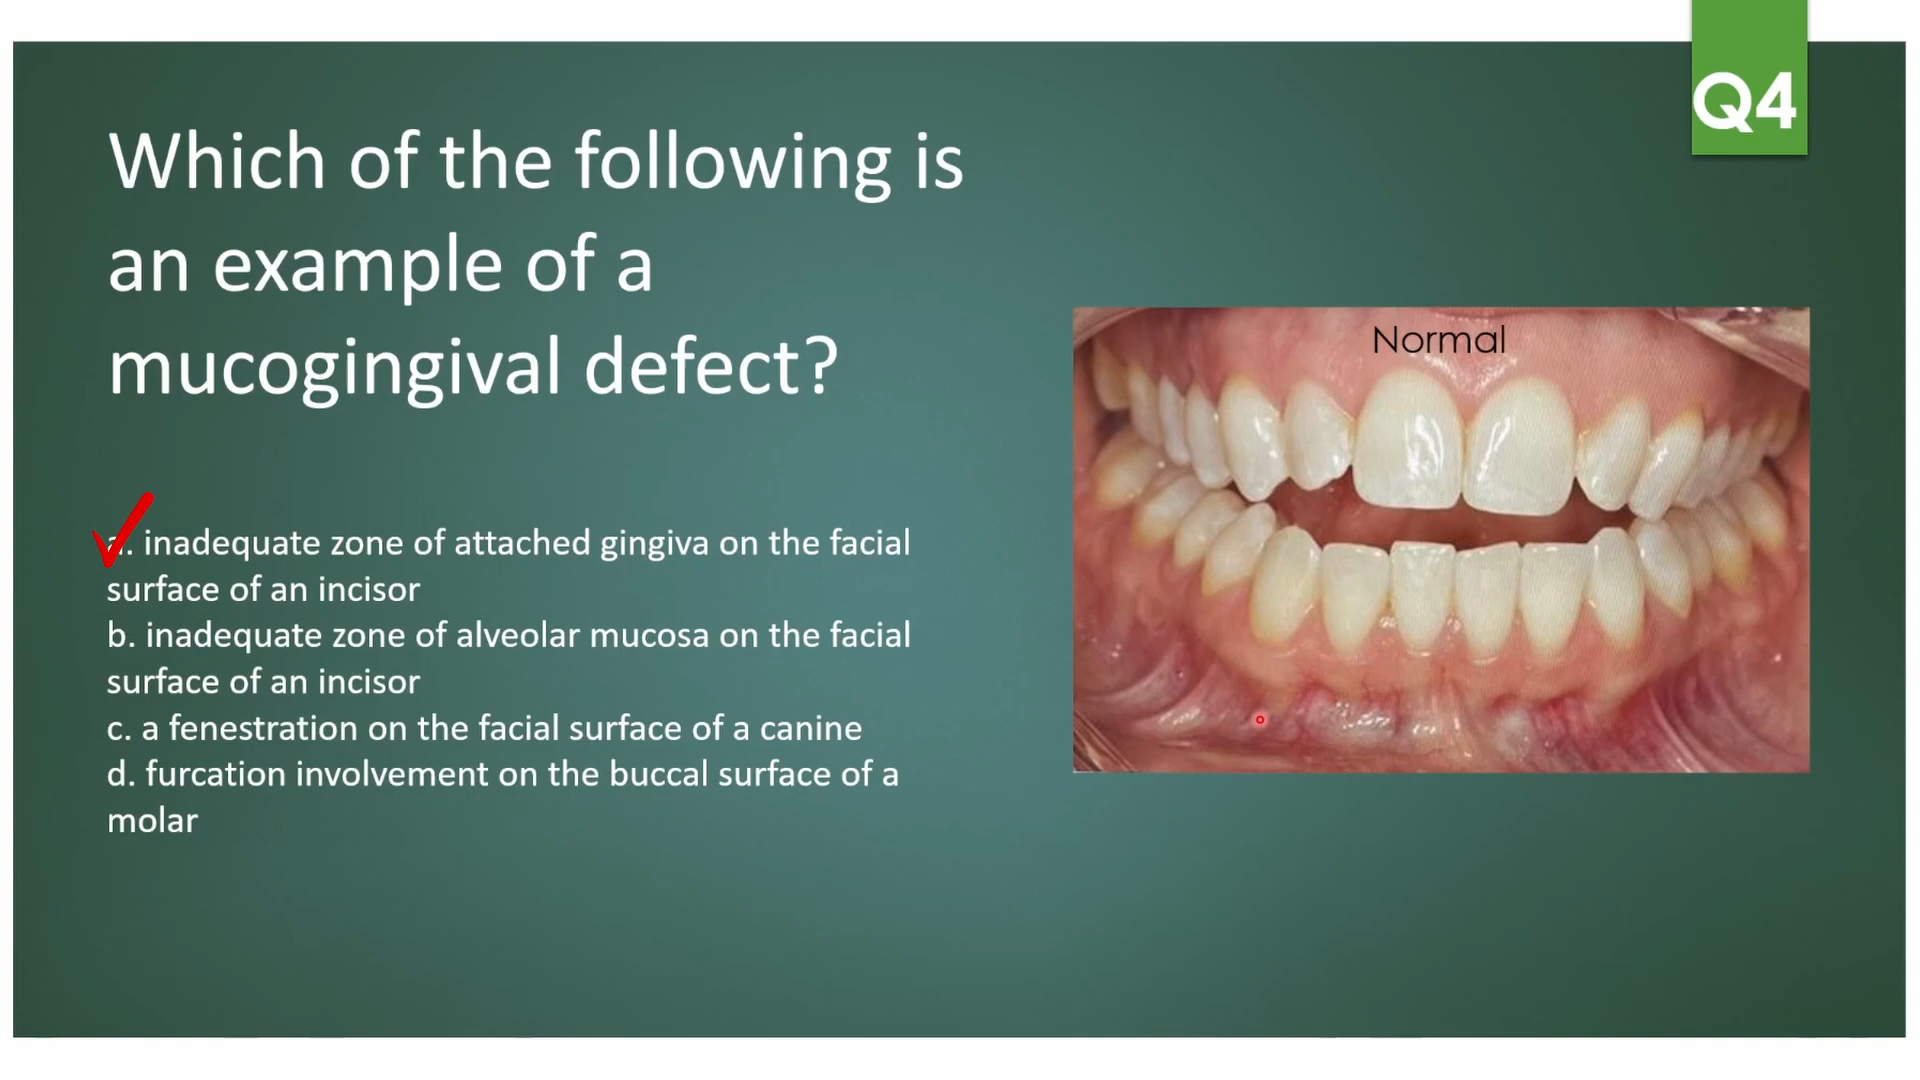 Q4
Which of the following is
an example of a
mucogingival defect?
Normal
a. inadequate zone of attached gingiva on the facial
surface of an incisor
b. inadequate zone of alveolar mucosa on the facial
surface of an incisor
c. a fenestration on the facial surface of a canine
d. furcation involvement on the buccal surface of a
molar